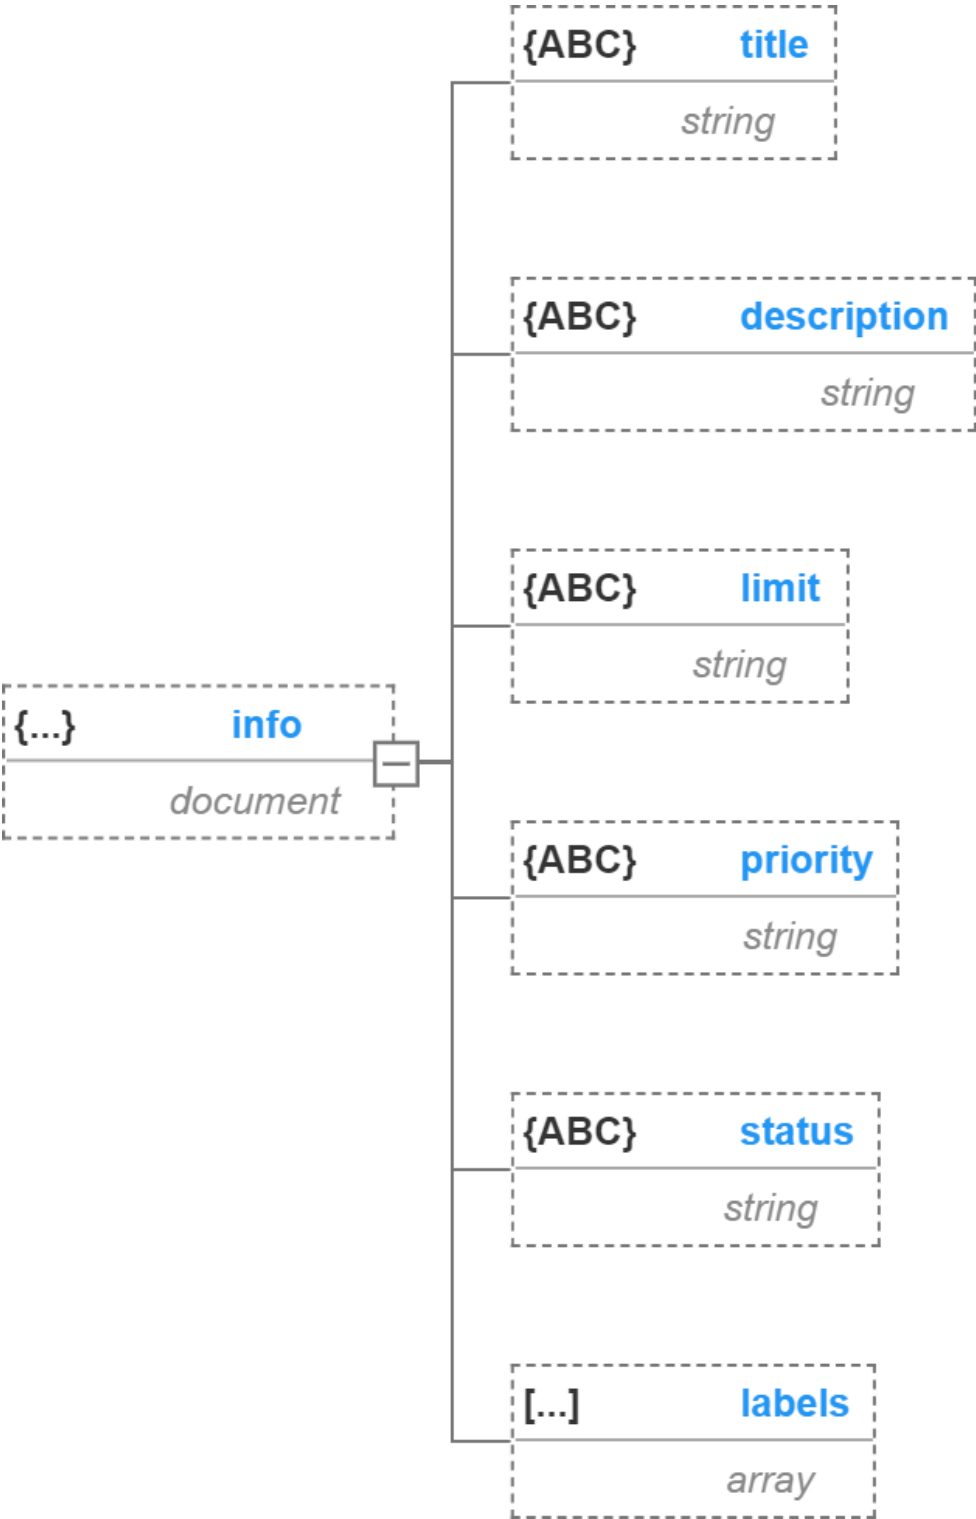 {ABC} title
string
{ABC} description
string
{ABC} limit
string
{...} info
document
{ABC} priority
string
{ABC} status
string
[...] labels
array